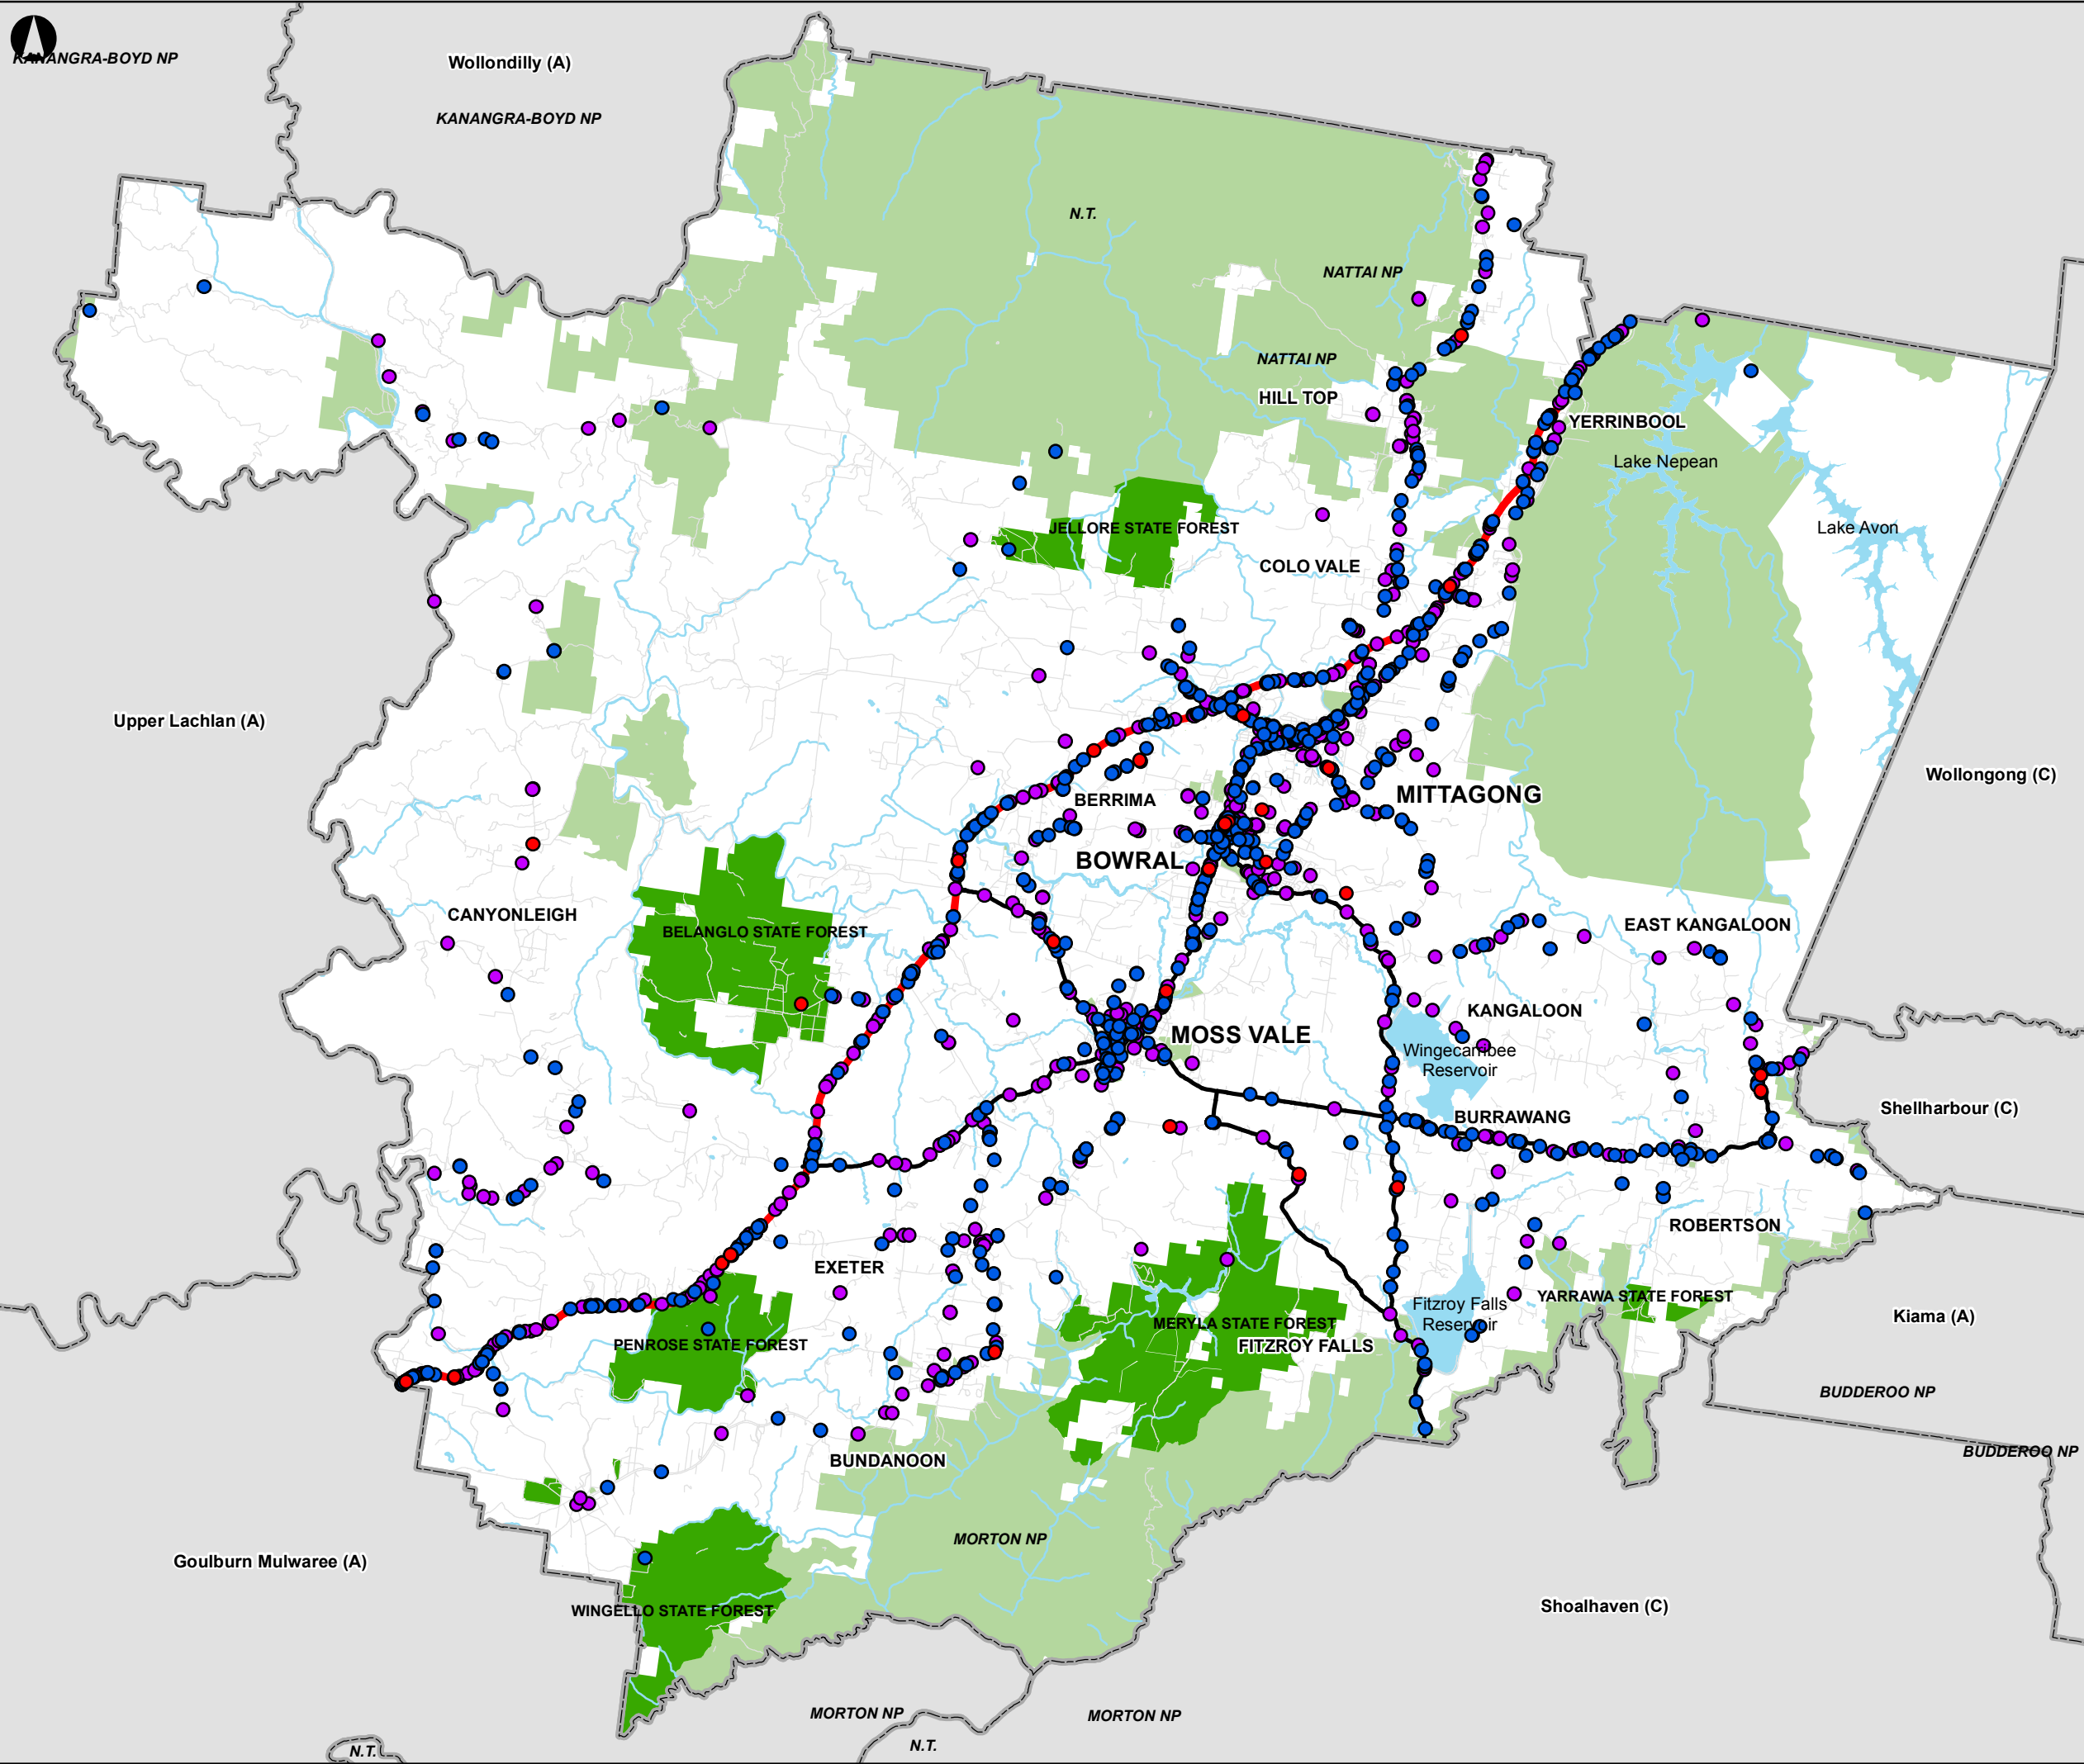 KANANGRA-BOYD NP
Wollondilly (A)
KANANGRA-BOYD NP
N.T.
NATTAI NP
NATTAI NP
HILL TOP
YERRINBOOL
Lake Nepean
JELLORE STATE FOREST
Lake Avon
COLO VALE
Upper Lachlan (A)
Wollongong (C)
MITTAGONG
BERRIMA
BOWRAL
CANYONLEIGH
BELANGLO STATE FOREST
EAST KANGALOON
KANGALOON
MOSS VALE
Wingecarribee
Reservoir
Shellharbour (C)
BURRAWANG
ROBERTSON
EXETER
YARRAWA STATE FOREST
Fitzroy Falls
Reservoir
Kiama (A)
MERYLA STATE FOREST
PENROSE STATE FOREST
FITZROY FALLS
BUDDEROO NP
BUDDEROO NP
BUNDANOON
MORTON NP
Goulburn Mulwaree (A)
Shoalhaven (C)
WINGELLO STATE FOREST
MORTON NP
MORTON NP
N.T.
N.T.